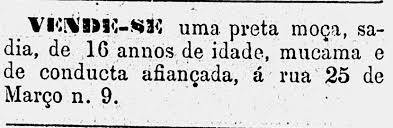 VENDE-SE uma preta moça, sa-
dia, de 16 annos de idade, mucama e
de conducta afiançada, á rua 25 de
Março n. 9.